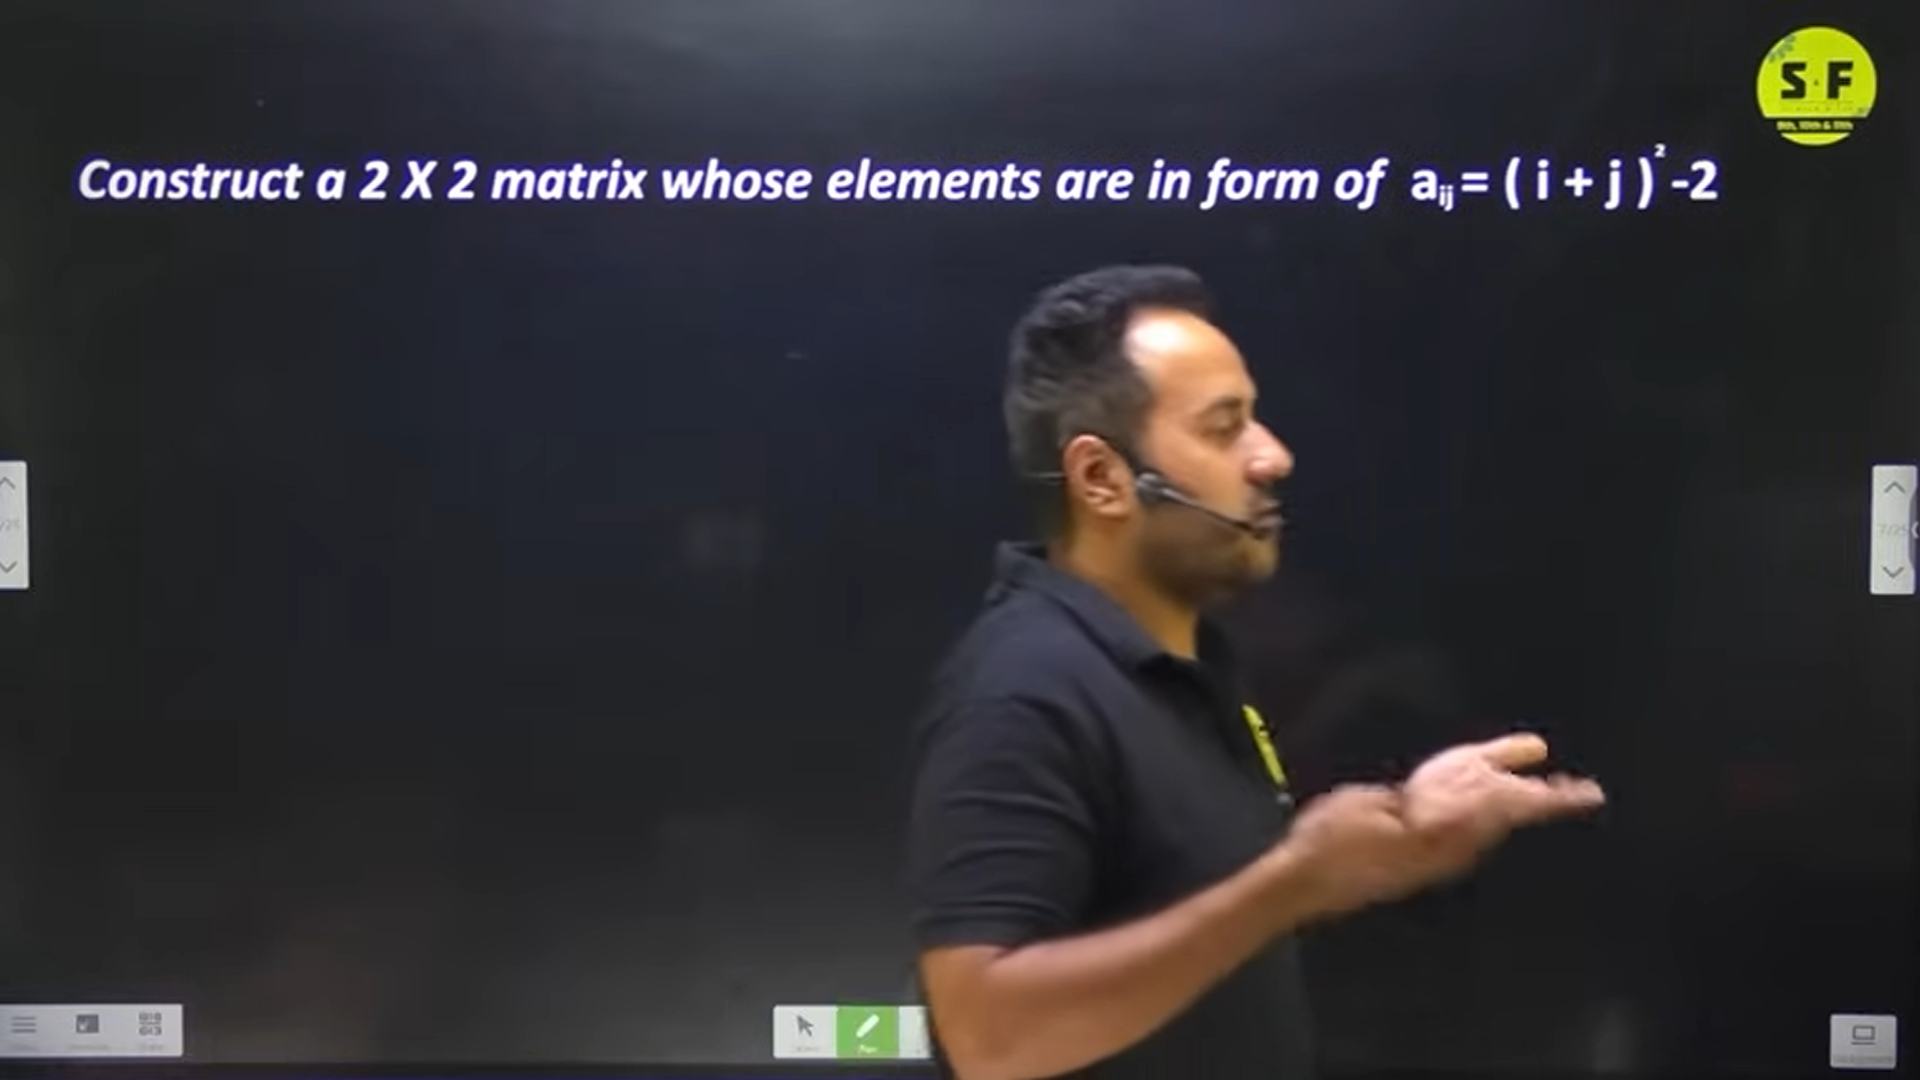 S.F
Construct a 2 X 2 matrix whose elements are in form of aᵢⱼ = ( i + j )² -2